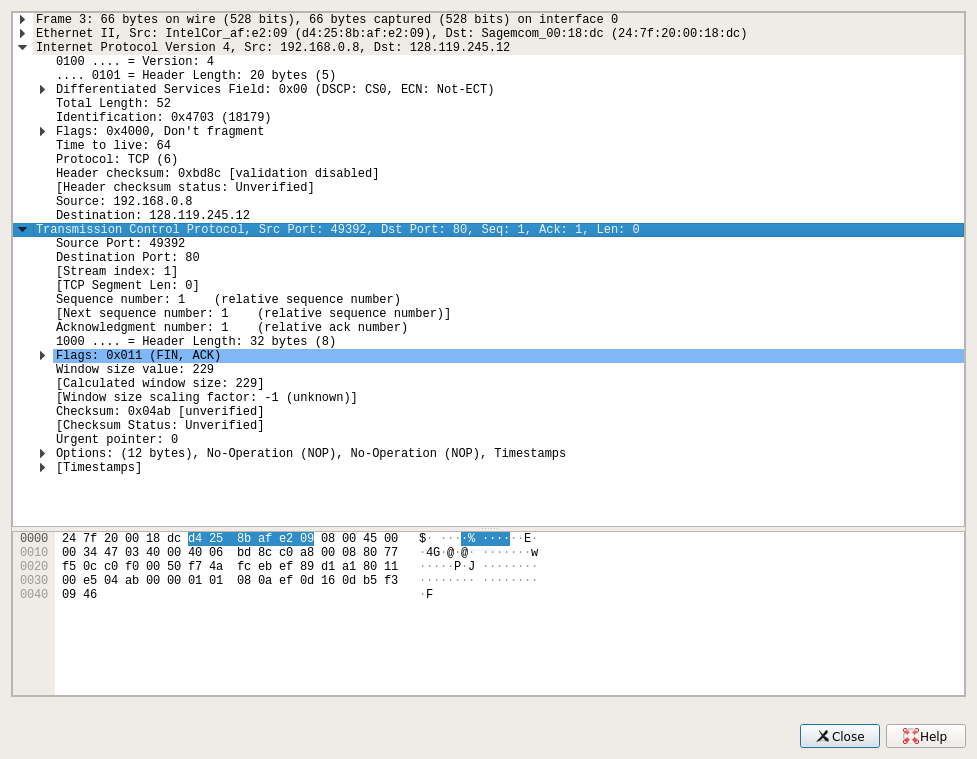 Frame 3: 66 bytes on wire (528 bits), 66 bytes captured (528 bits) on interface 0
Ethernet II, Src: IntelCor_af:e2:09 (d4:25:8b:af:e2:09), Dst: Sagemcom_00:18:dc (24:7f:20:00:18:dc)
Internet Protocol Version 4, Src: 192.168.0.8, Dst: 128.119.245.12
0100 .... = Version: 4
.... 0101 = Header Length: 20 bytes (5)
Differentiated Services Field: 0x00 (DSCP: CS0, ECN: Not-ECT)
Total Length: 52
Identification: 0x4703 (18179)
Flags: 0x4000, Don't fragment
Time to live: 64
Protocol: TCP (6)
Header checksum: 0xbd8c [validation disabled]
[Header checksum status: Unverified]
Source: 192.168.0.8
Destination: 128.119.245.12
Transmission Control Protocol, Src Port: 49392, Dst Port: 80, Seq: 1, Ack: 1, Len: 0
Source Port: 49392
Destination Port: 80
[Stream index: 1]
[TCP Segment Len: 0]
Sequence number: 1    (relative sequence number)
[Next sequence number: 1    (relative sequence number)]
Acknowledgment number: 1    (relative ack number)
1000 .... = Header Length: 32 bytes (8)
Flags: 0x011 (FIN, ACK)
Window size value: 229
[Calculated window size: 229]
[Window size scaling factor: -1 (unknown)]
Checksum: 0x04ab [unverified]
[Checksum Status: Unverified]
Urgent pointer: 0
Options: (12 bytes), No-Operation (NOP), No-Operation (NOP), Timestamps
[Timestamps]
0000 24 7f 20 00 18 dc d4 25  8b af e2 09 08 00 45 00   $· ····% ······E·
0010 00 34 47 03 40 00 40 06  bd 8c c0 a8 00 08 80 77   ·4G·@·@· ·······w
0020 f5 0c c0 f0 00 50 f7 4a  fc eb ef 89 d1 a1 80 11   ·····P·J ········
0030 00 e5 04 ab 00 00 01 01  08 0a ef 0d 16 0d b5 f3   ········ ········
0040 09 46   ·F
Close Help